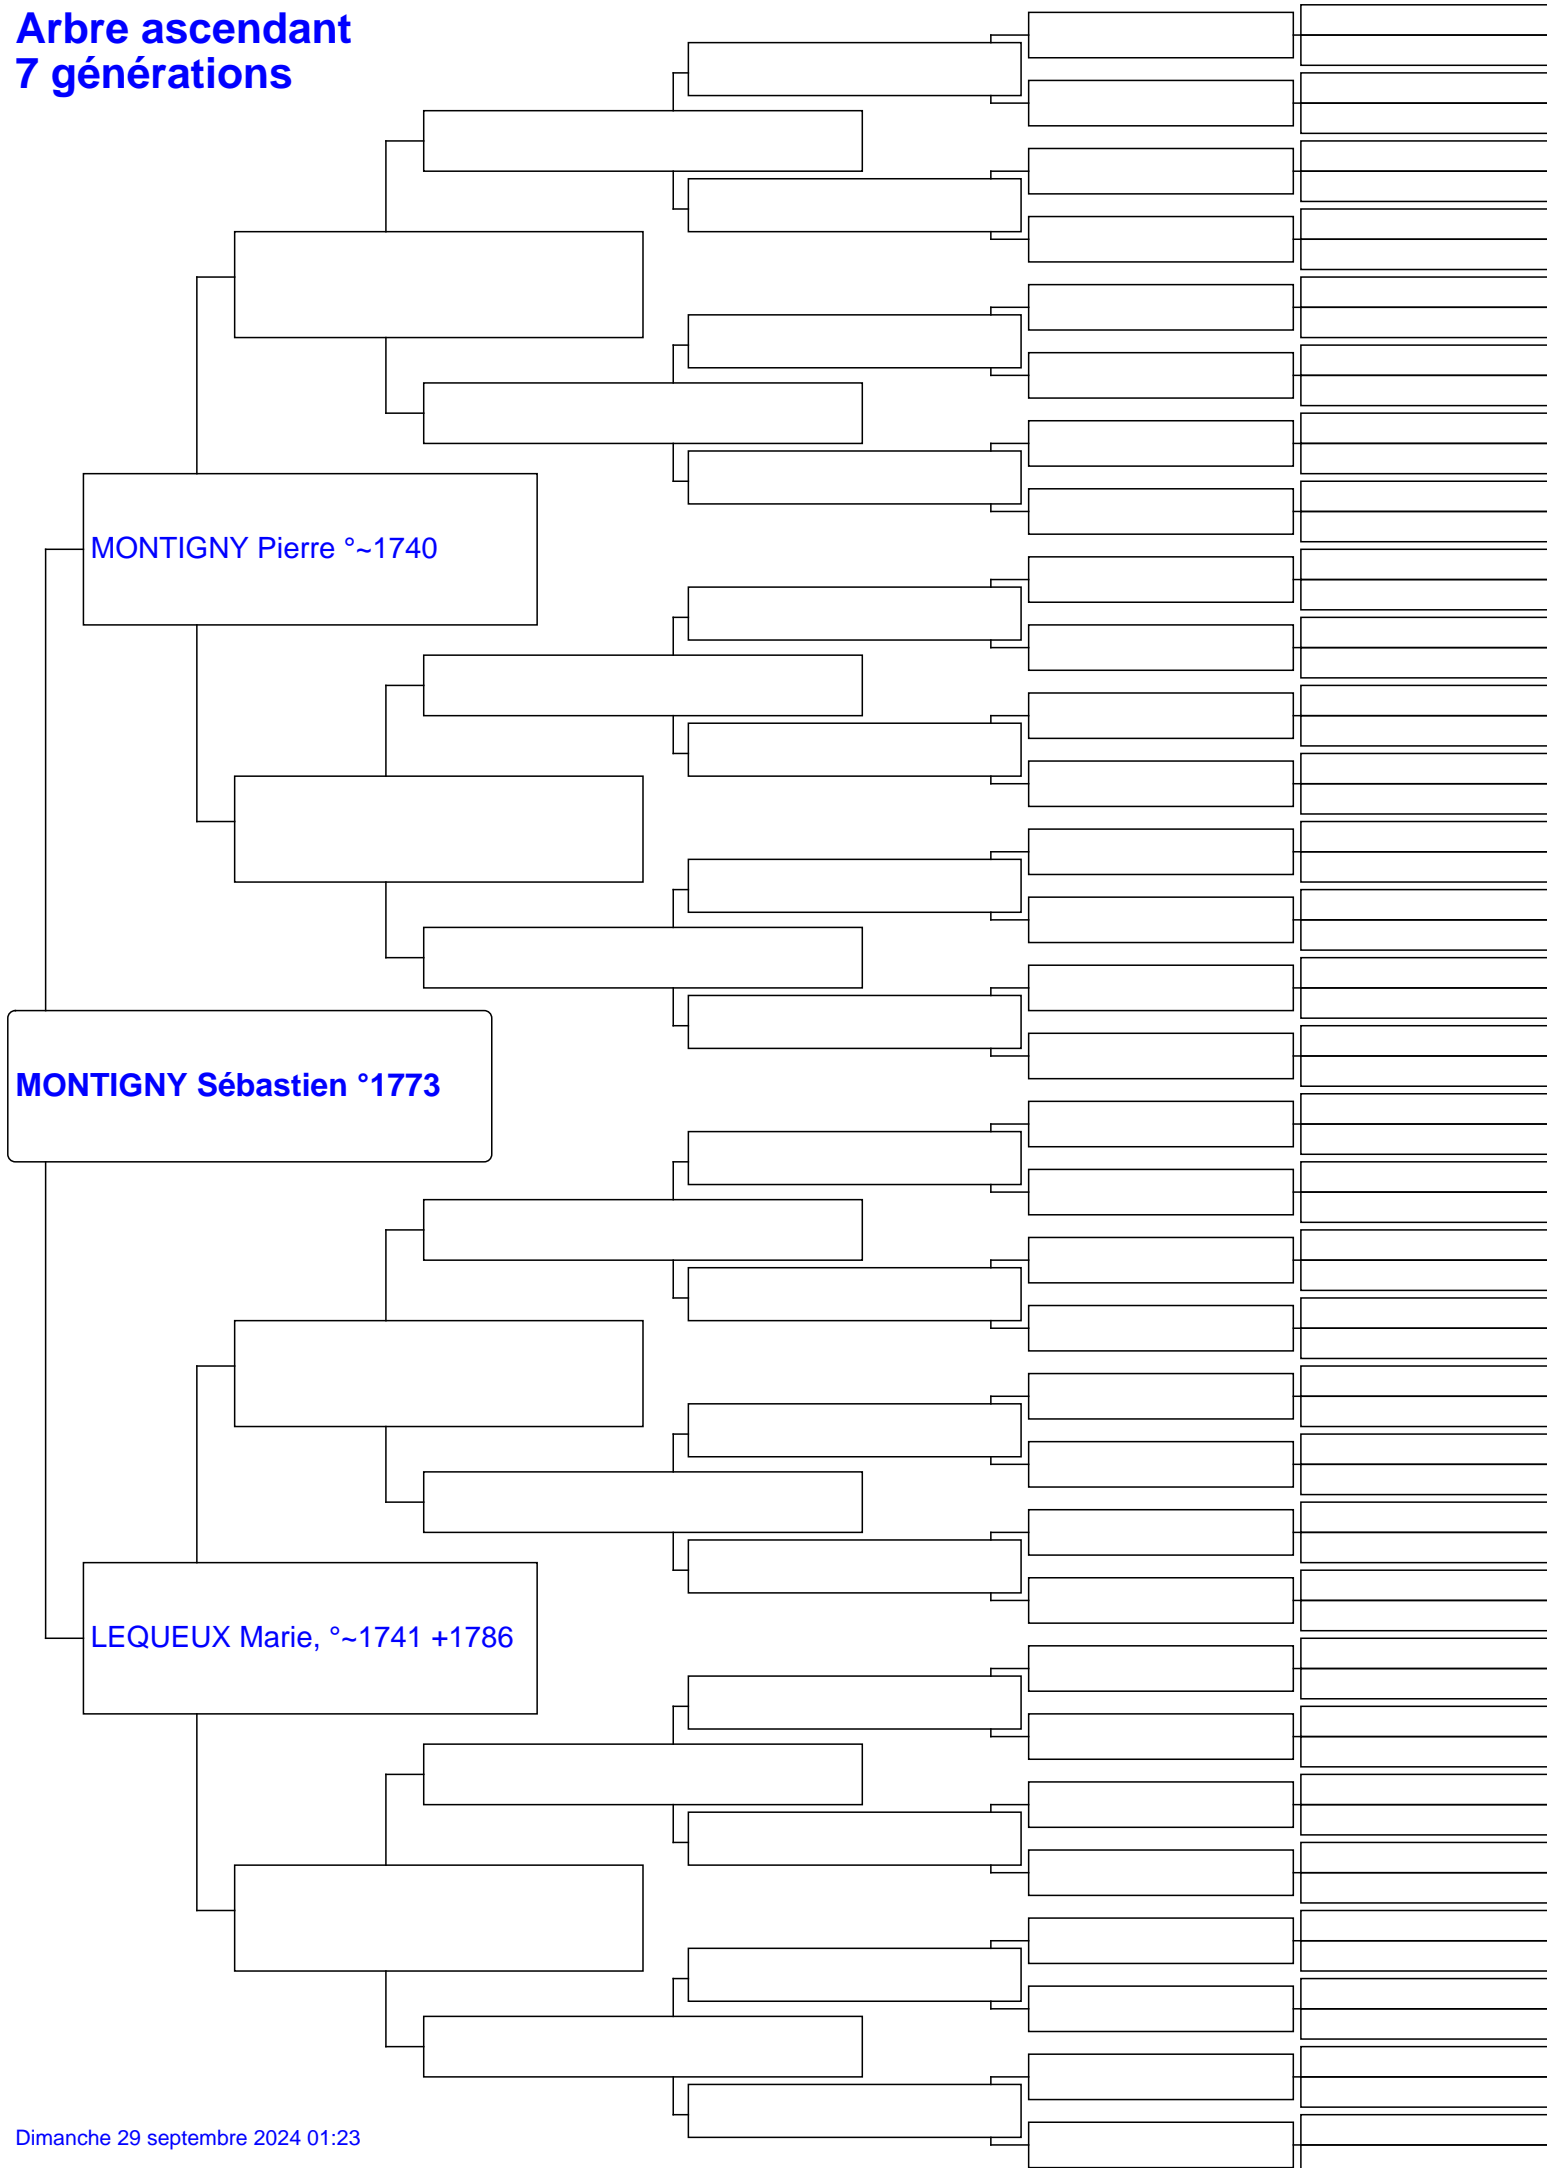 Arbre ascendant
7 générations
MONTIGNY Pierre °~1740
MONTIGNY Sébastien °1773
LEQUEUX Marie, °~1741 +1786
Dimanche 29 septembre 2024 01:23